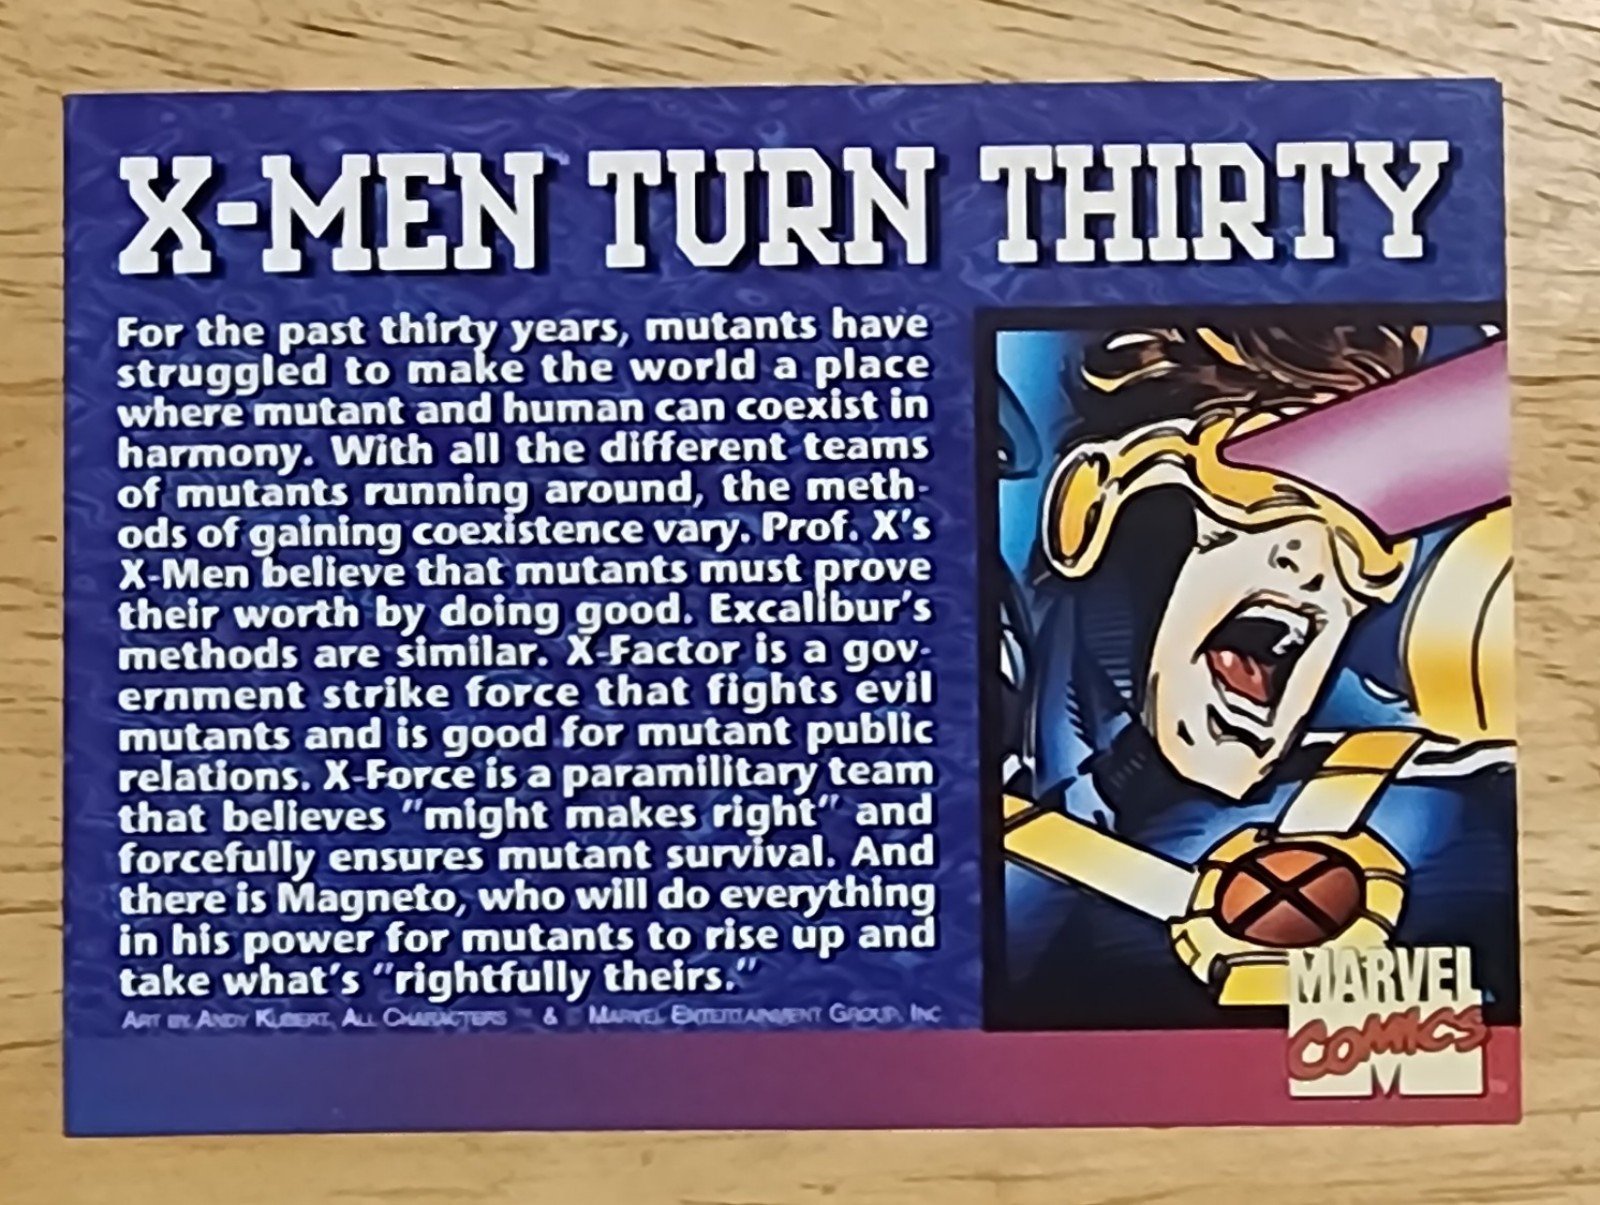 X-MEN TURN THIRTY
For the past thirty years, mutants have
struggled to make the world a place
where mutant and human can coexist in
harmony. With all the different teams
of mutants running around, the meth-
ods of gaining coexistence vary. Prof. X's
X-Men believe that mutants must prove
their worth by doing good. Excalibur's
methods are similar. X-Factor is a gov-
ernment strike force that fights evil
mutants and is good for mutant public
relations. X-Force is a paramilitary team
that believes "might makes right" and
forcefully ensures mutant survival. And
there is Magneto, who will do everything
in his power for mutants to rise up and
take what's "rightfully theirs."
ART BY ANDY KUBERT, ALL CHARACTERS ™ & © MARVEL ENTERTAINMENT GROUP, INC
MARVEL
COMICS